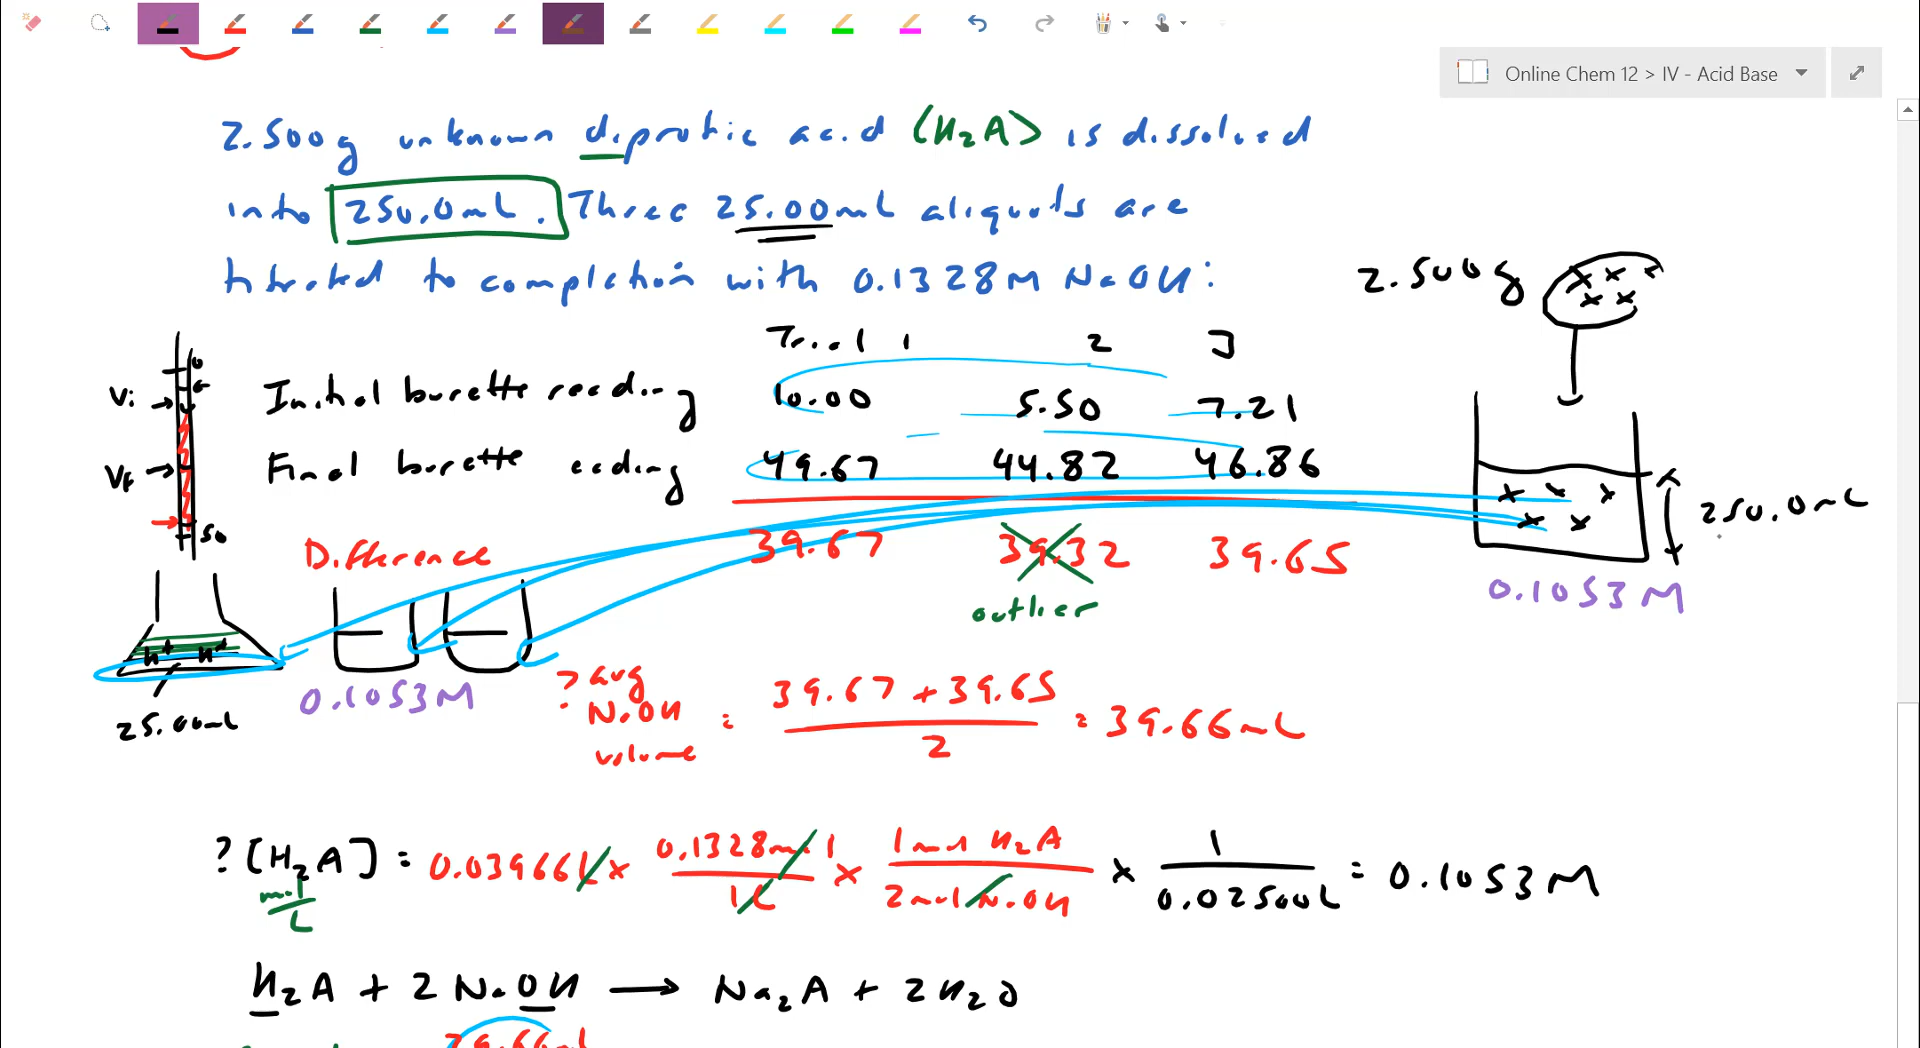 Online Chem 12 > IV - Acid Base
2.500g unknown diprotic acid (H₂A) is dissolved
into 250.0mL. Three 25.00mL aliquots are
titrated to completion with 0.1328M NaOH:
2.500g
Trial 1 2 3
Initial burette reading 10.00 5.50 7.21
Final burette eading 49.67 44.82 46.86
Vi
Vf
0
50
250.0mL
Difference 39.67 39.32 39.65
outlier
0.1053M
H⁺ H⁺
25.00mL
0.1053M
? avg NaOH volume = 39.67 + 39.65 / 2 = 39.66mL
? [H₂A] = 0.03966L x 0.1328mol / 1L x 1mol H₂A / 2mol NaOH x 1 / 0.02500L = 0.1053M
mol / L
H₂A + 2NaOH → Na₂A + 2H₂O
39.66mL